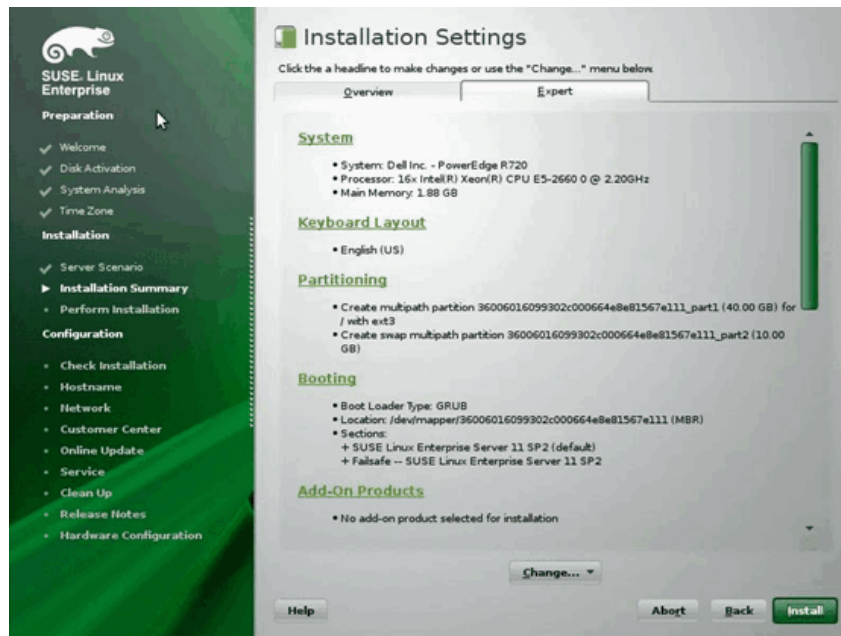 SUSE. Linux
Enterprise
Preparation
Welcome
Disk Activation
System Analysis
Time Zone
Installation
Server Scenario
Installation Summary
Perform Installation
Configuration
Check Installation
Hostname
Network
Customer Center
Online Update
Service
Clean Up
Release Notes
Hardware Configuration
Installation Settings
Click the a headline to make changes or use the "Change..." menu below.
Overview
Expert
System
• System: Dell Inc. - PowerEdge R720
• Processor: 16x Intel(R) Xeon(R) CPU E5-2660 0 @ 2.20GHz
• Main Memory: 1.88 GB
Keyboard Layout
• English (US)
Partitioning
• Create multipath partition 36006016099302c000664e8e81567e111_part1 (40.00 GB) for
/ with ext3
• Create swap multipath partition 36006016099302c000664e8e81567e111_part2 (10.00
GB)
Booting
• Boot Loader Type: GRUB
• Location: /dev/mapper/36006016099302c000664e8e81567e111 (MBR)
• Sections:
+ SUSE Linux Enterprise Server 11 SP2 (default)
+ Failsafe -- SUSE Linux Enterprise Server 11 SP2
Add-On Products
• No add-on product selected for installation
Change...
Help
Abort
Back
Install